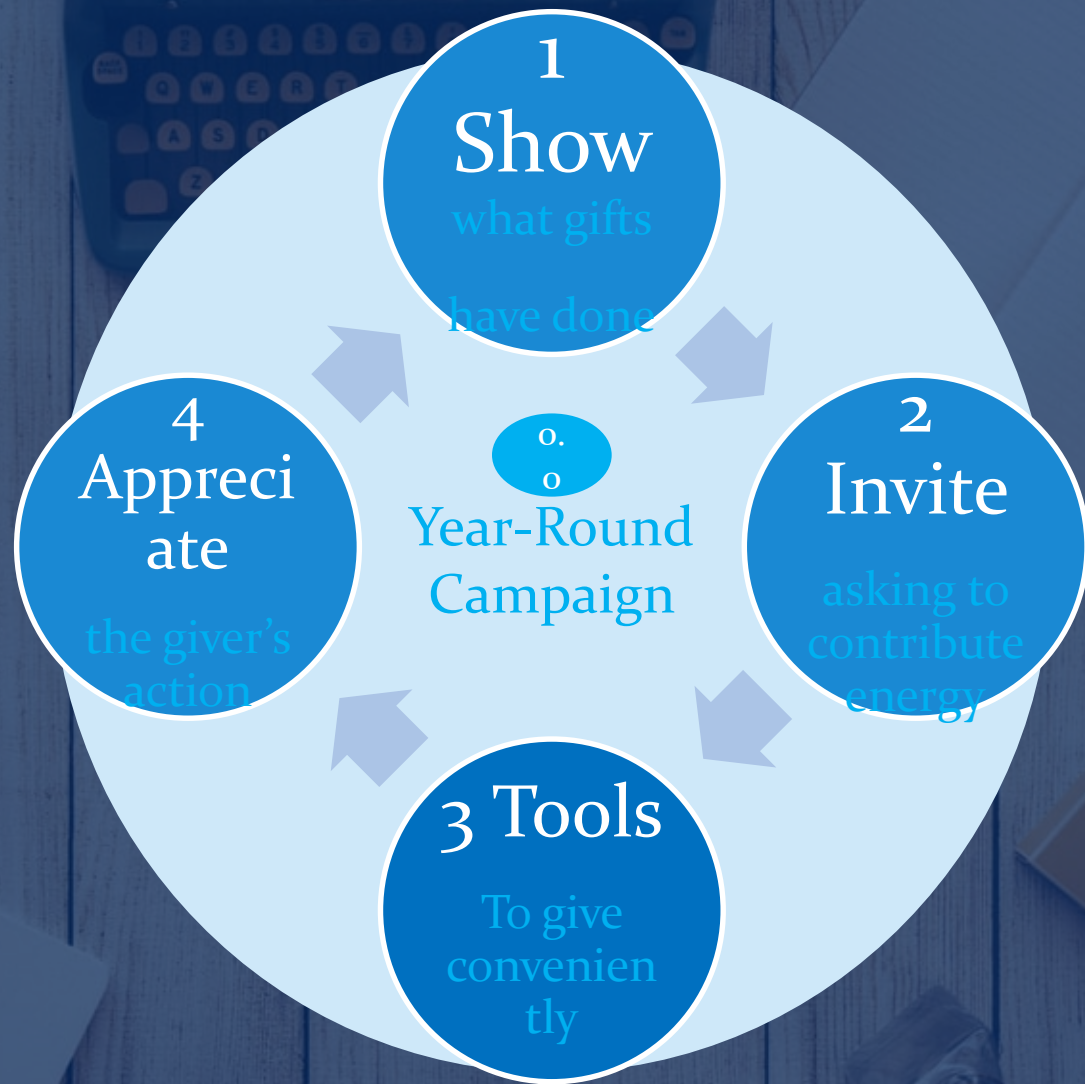 1
Show
what gifts
have done
2
Invite
asking to
contribute
energy
3 Tools
To give
convenien
tly
4
Appreci
ate
the giver’s
action
0.
0
Year-Round
Campaign